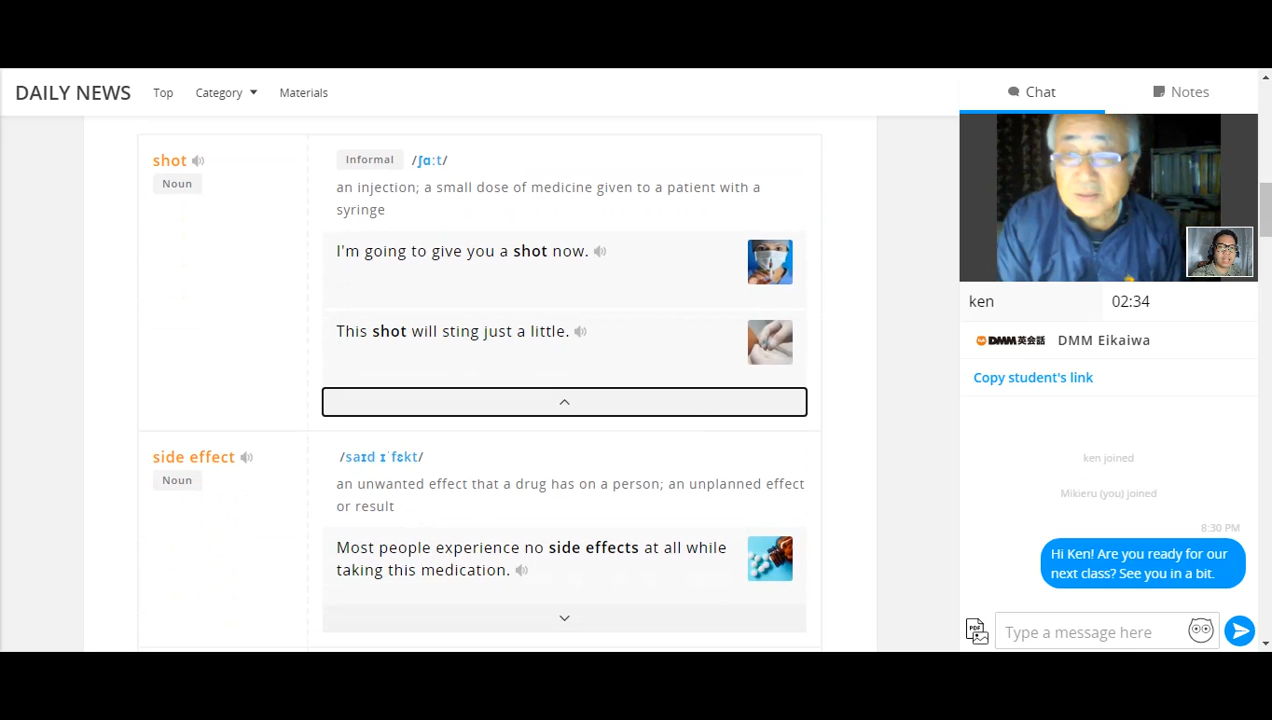 DAILY NEWS Top Category Materials
Chat Notes
shot
Noun
Informal /ʃɑːt/
an injection; a small dose of medicine given to a patient with a
syringe
I'm going to give you a shot now.
This shot will sting just a little.
side effect
Noun
/saɪd ɪˈfɛkt/
an unwanted effect that a drug has on a person; an unplanned effect
or result
Most people experience no side effects at all while
taking this medication.
ken 02:34
DMM英会話 DMM Eikaiwa
Copy student's link
ken joined
Mikieru (you) joined
8:30 PM
Hi Ken! Are you ready for our
next class? See you in a bit.
PDF
Type a message here